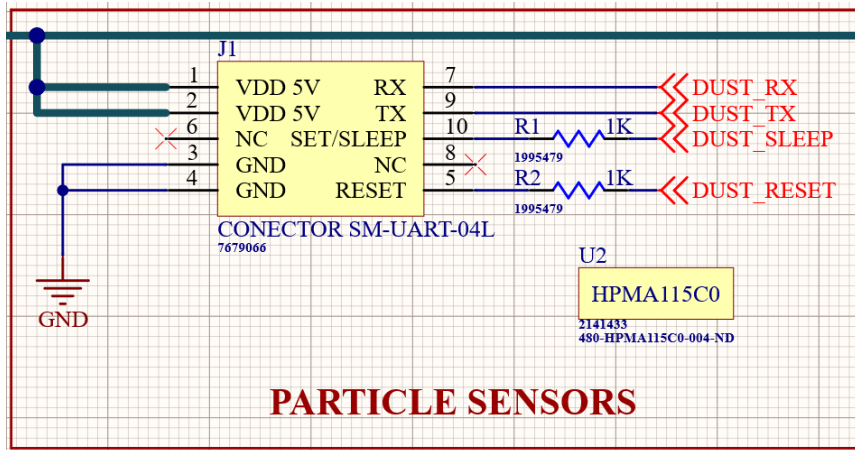 J1
1 VDD 5V RX 7 DUST_RX
2 VDD 5V TX 9 DUST_TX
6 NC SET/SLEEP 10 R1 1K DUST_SLEEP
1995479
3 GND NC 8
4 GND RESET 5 R2 1K DUST_RESET
1995479
CONECTOR SM-UART-04L
7679066
GND
U2
HPMA115C0
2141433
480-HPMA115C0-004-ND
PARTICLE SENSORS